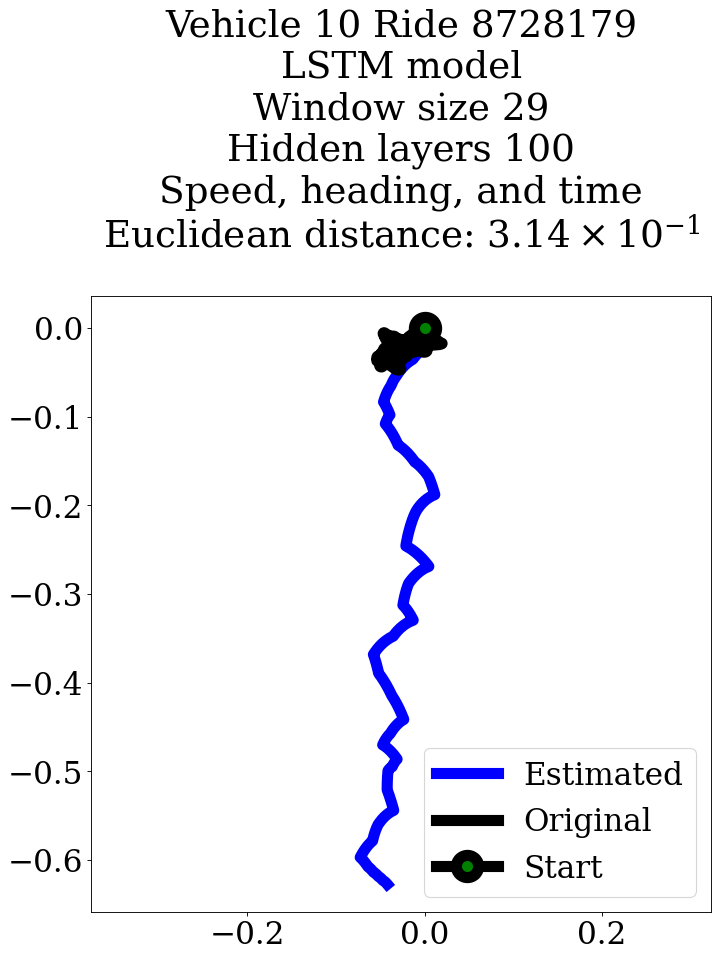 Vehicle 10 Ride 8728179
LSTM model
Window size 29
Hidden layers 100
Speed, heading, and time
Euclidean distance: 3.14 × 10⁻¹
0.0
−0.1
−0.2
−0.3
−0.4
−0.5
−0.6
Estimated
Original
Start
−0.2 0.0 0.2